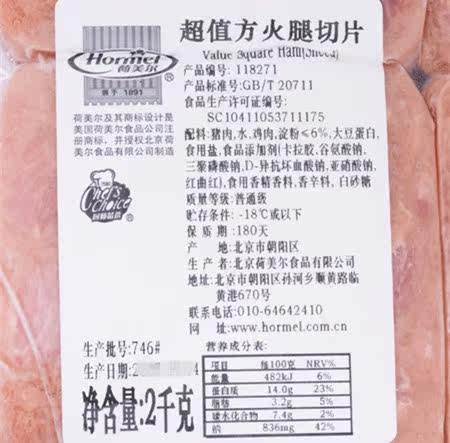 Hormel
荷美尔
创于 1891
荷美尔及其商标设计是
美国荷美尔食品公司注
册商标，并授权北京荷
美尔食品有限公司制造
Chef's
Choice
超值方火腿切片
Value Square Ham(Sliced)
产品编号: 118271
产品标准号:GB/T 20711
食品生产许可证编号:
SC10411053711175
配料:猪肉,水,鸡肉,淀粉≤6%,大豆蛋白,
食用盐,食品添加剂(卡拉胶,谷氨酸钠,
三聚磷酸钠,D-异抗坏血酸钠,亚硝酸钠,
红曲红),食用香精香料,香辛料,白砂糖
质量等级:普通级
贮存条件: -18℃或以下
保 质 期:180天
产 地:北京市朝阳区
北京荷美尔食品有限公司
地址:北京市朝阳区孙河乡顺黄路临
黄港670号
联系电话:010-64642410
网 址:www.hormel.com.cn
营养成分表:
项目 每100克 NRV%
能量 482kJ 6%
蛋白质 14.0g 23%
脂肪 3.2g 5%
碳水化合物 7.4g 2%
钠 836mg 42%
生产批号:746#
生产日期:2
净含量:2千克